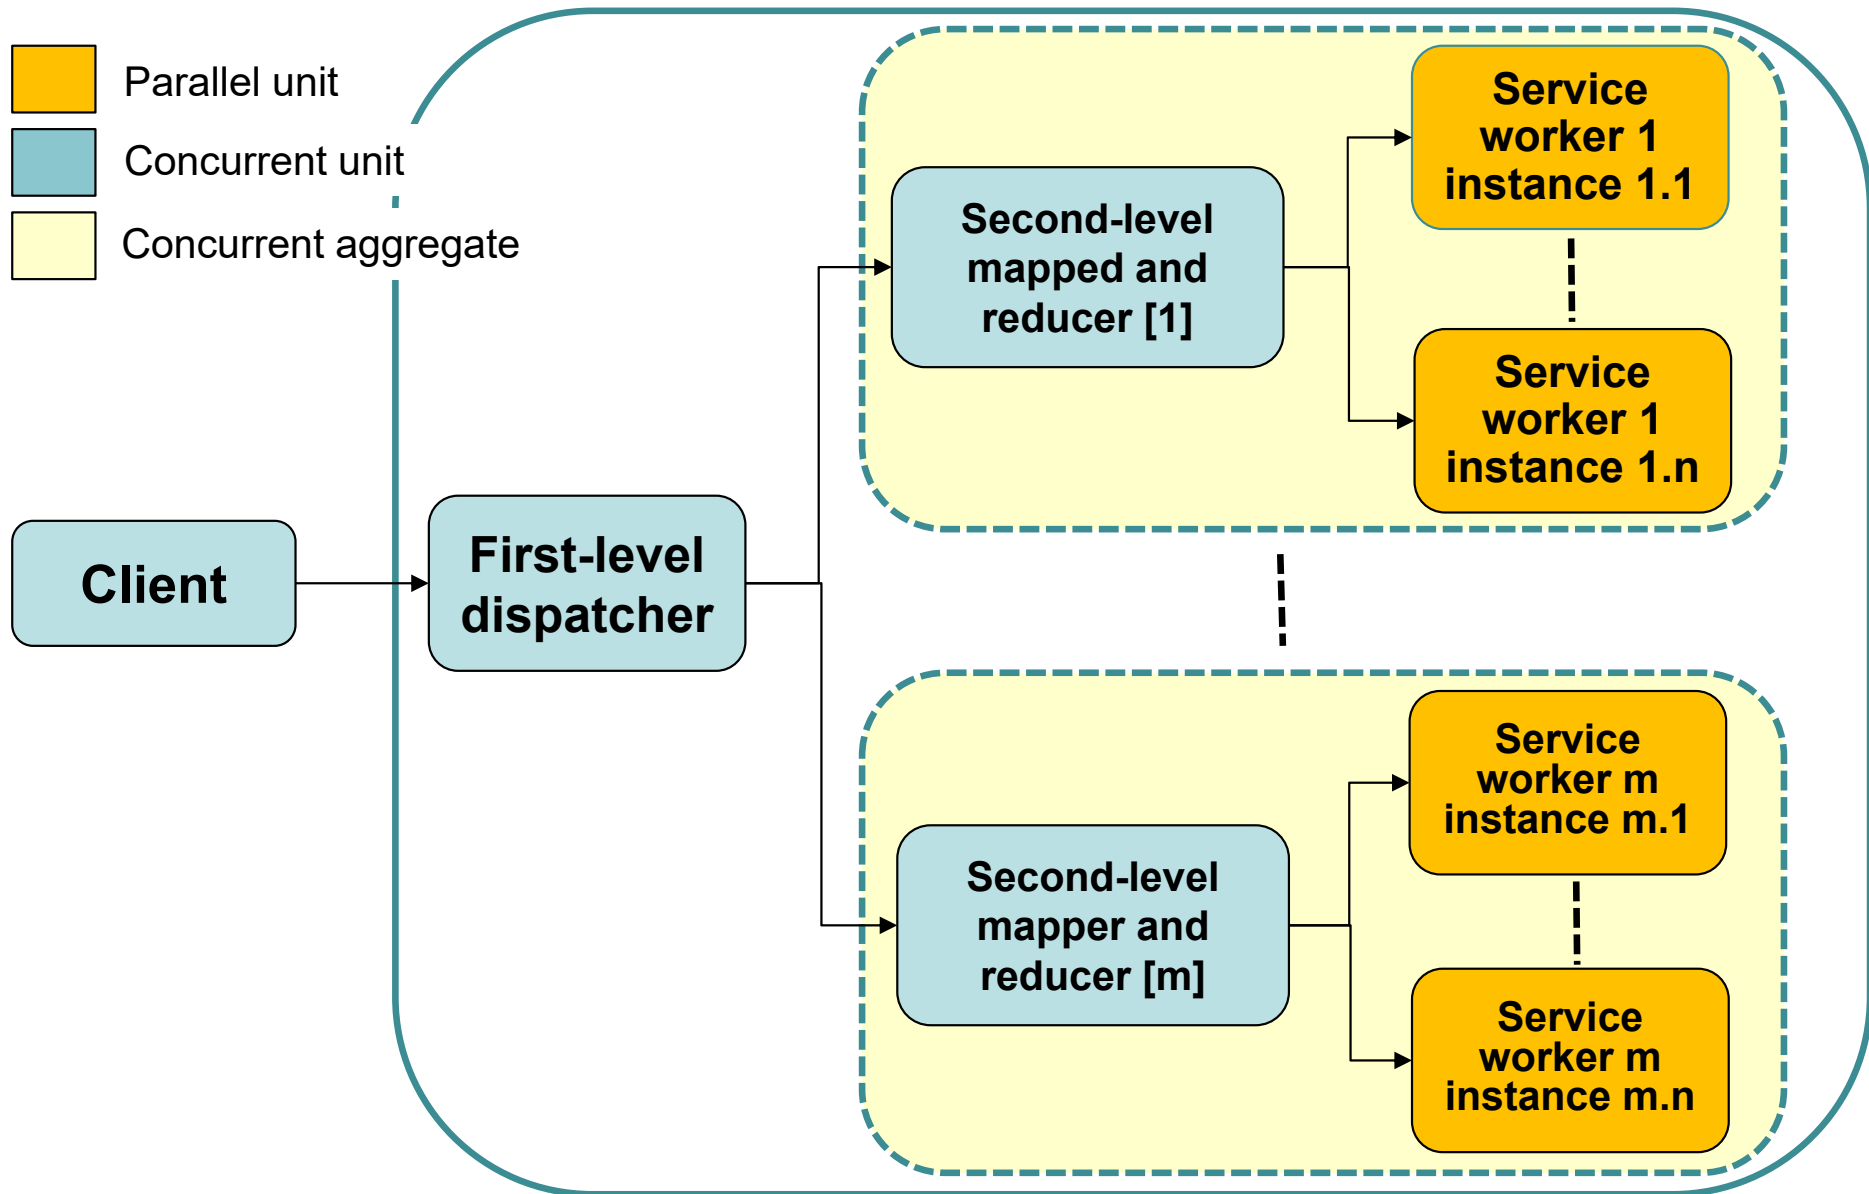 Parallel unit
Concurrent unit
Concurrent aggregate
Client
First-level
dispatcher
Second-level
mapped and
reducer [1]
Service
worker 1
instance 1.1
Service
worker 1
instance 1.n
Second-level
mapper and
reducer [m]
Service
worker m
instance m.1
Service
worker m
instance m.n